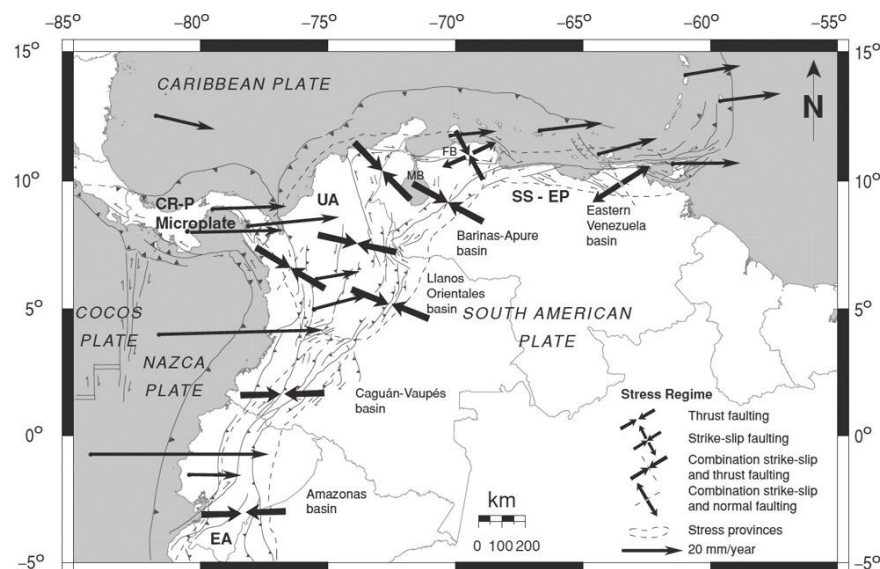 −85° −80° −75° −70° −65° −60° −55°
15° 15°
CARIBBEAN PLATE
N
FB
10° MB 10°
CR-P UA SS - EP
Microplate
Eastern
Venezuela
basin
Barinas-Apure
basin
Llanos
Orientales
basin
5° 5°
COCOS
PLATE
SOUTH AMERICAN
PLATE
NAZCA
PLATE
Caguán-Vaupés
basin
Stress Regime
Thrust faulting
Strike-slip faulting
Combination strike-slip
and thrust faulting
Combination strike-slip
and normal faulting
Stress provinces
20 mm/year
0° 0°
Amazonas
basin
km
0 100 200
EA
−5° −5°